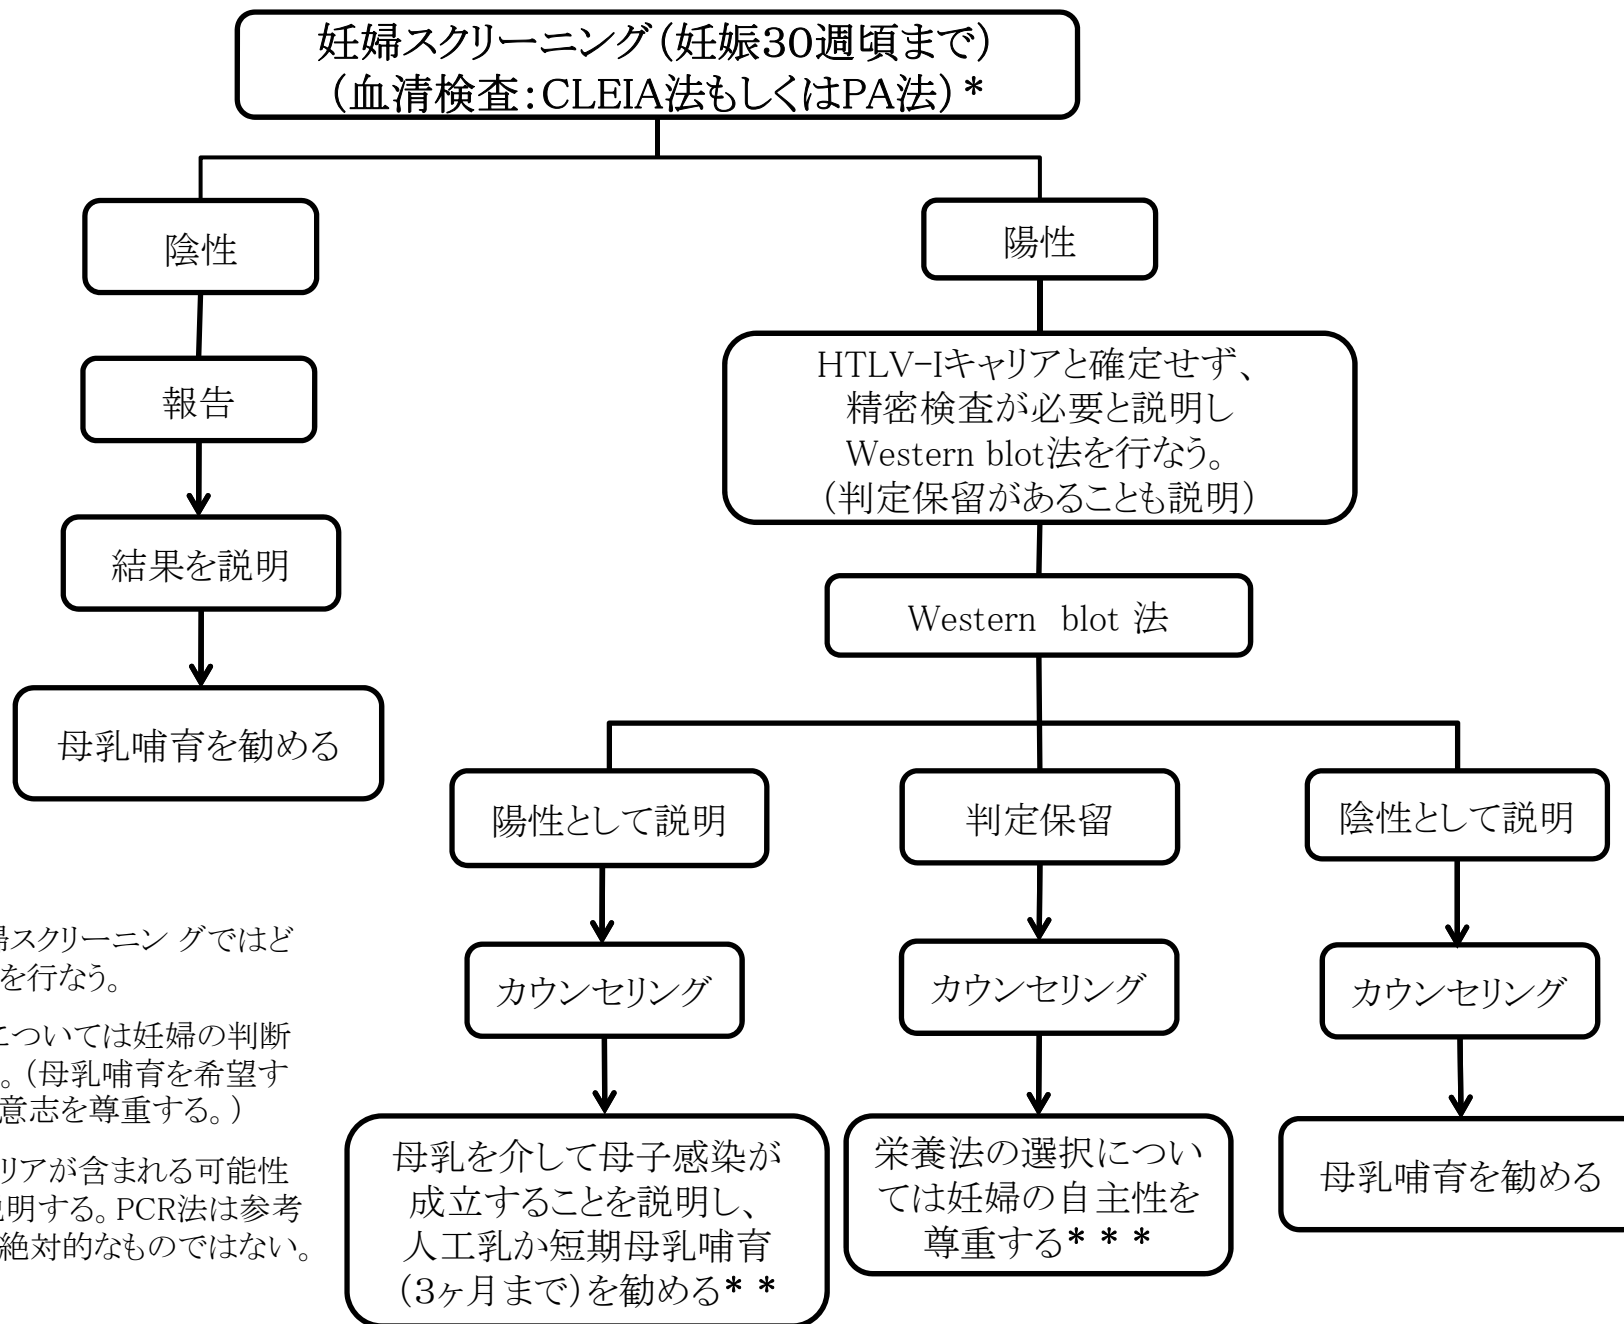 妊婦スクリーニング(妊娠30週頃まで)
(血清検査:CLEIA法もしくはPA法)*
陰性
陽性
報告
HTLV-Iキャリアと確定せず、
精密検査が必要と説明し
Western blot法を行なう。
(判定保留があることも説明)
結果を説明
Western blot 法
母乳哺育を勧める
陽性として説明
判定保留
陰性として説明
カウンセリング
カウンセリング
カウンセリング
母乳を介して母子感染が
成立することを説明し、
人工乳か短期母乳哺育
(3ヶ月まで)を勧める**
栄養法の選択につい
ては妊婦の自主性を
尊重する***
母乳哺育を勧める
スクリーニングではど
を行なう。
については妊婦の判断
。(母乳哺育を希望す
意志を尊重する。)
リアが含まれる可能性
明する。PCR法は参考
絶対的なものではない。